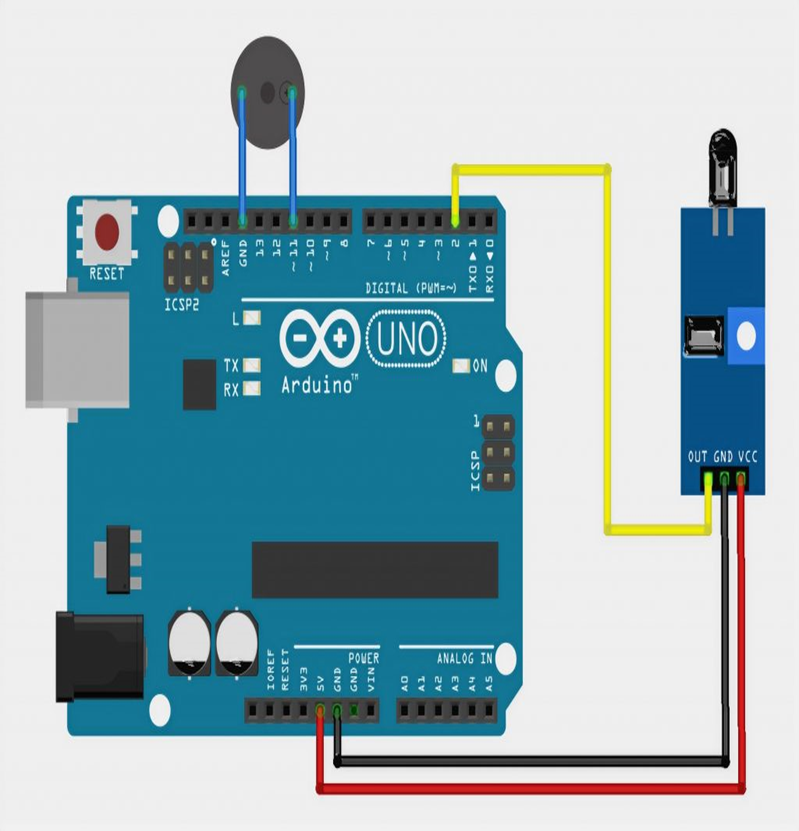 RESET
ICSP2
AREF
GND
13
12
~11
~10
~9
8
7
~6
~5
4
~3
2
TX0▶1
RX0◀0
DIGITAL (PWM=~)
L
TX
RX
UNO
Arduino™
ON
1
ICSP
OUT GND VCC
POWER
ANALOG IN
IOREF
RESET
3V3
5V
GND
GND
VIN
A0
A1
A2
A3
A4
A5